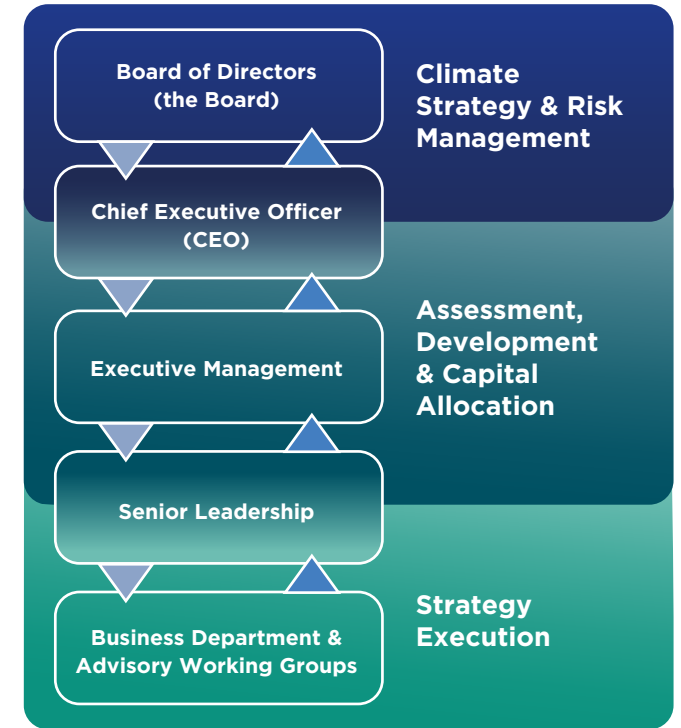 Board of Directors
(the Board)
Climate
Strategy & Risk
Management
Chief Executive Officer
(CEO)
Executive Management
Assessment,
Development
& Capital
Allocation
Senior Leadership
Business Department &
Advisory Working Groups
Strategy
Execution